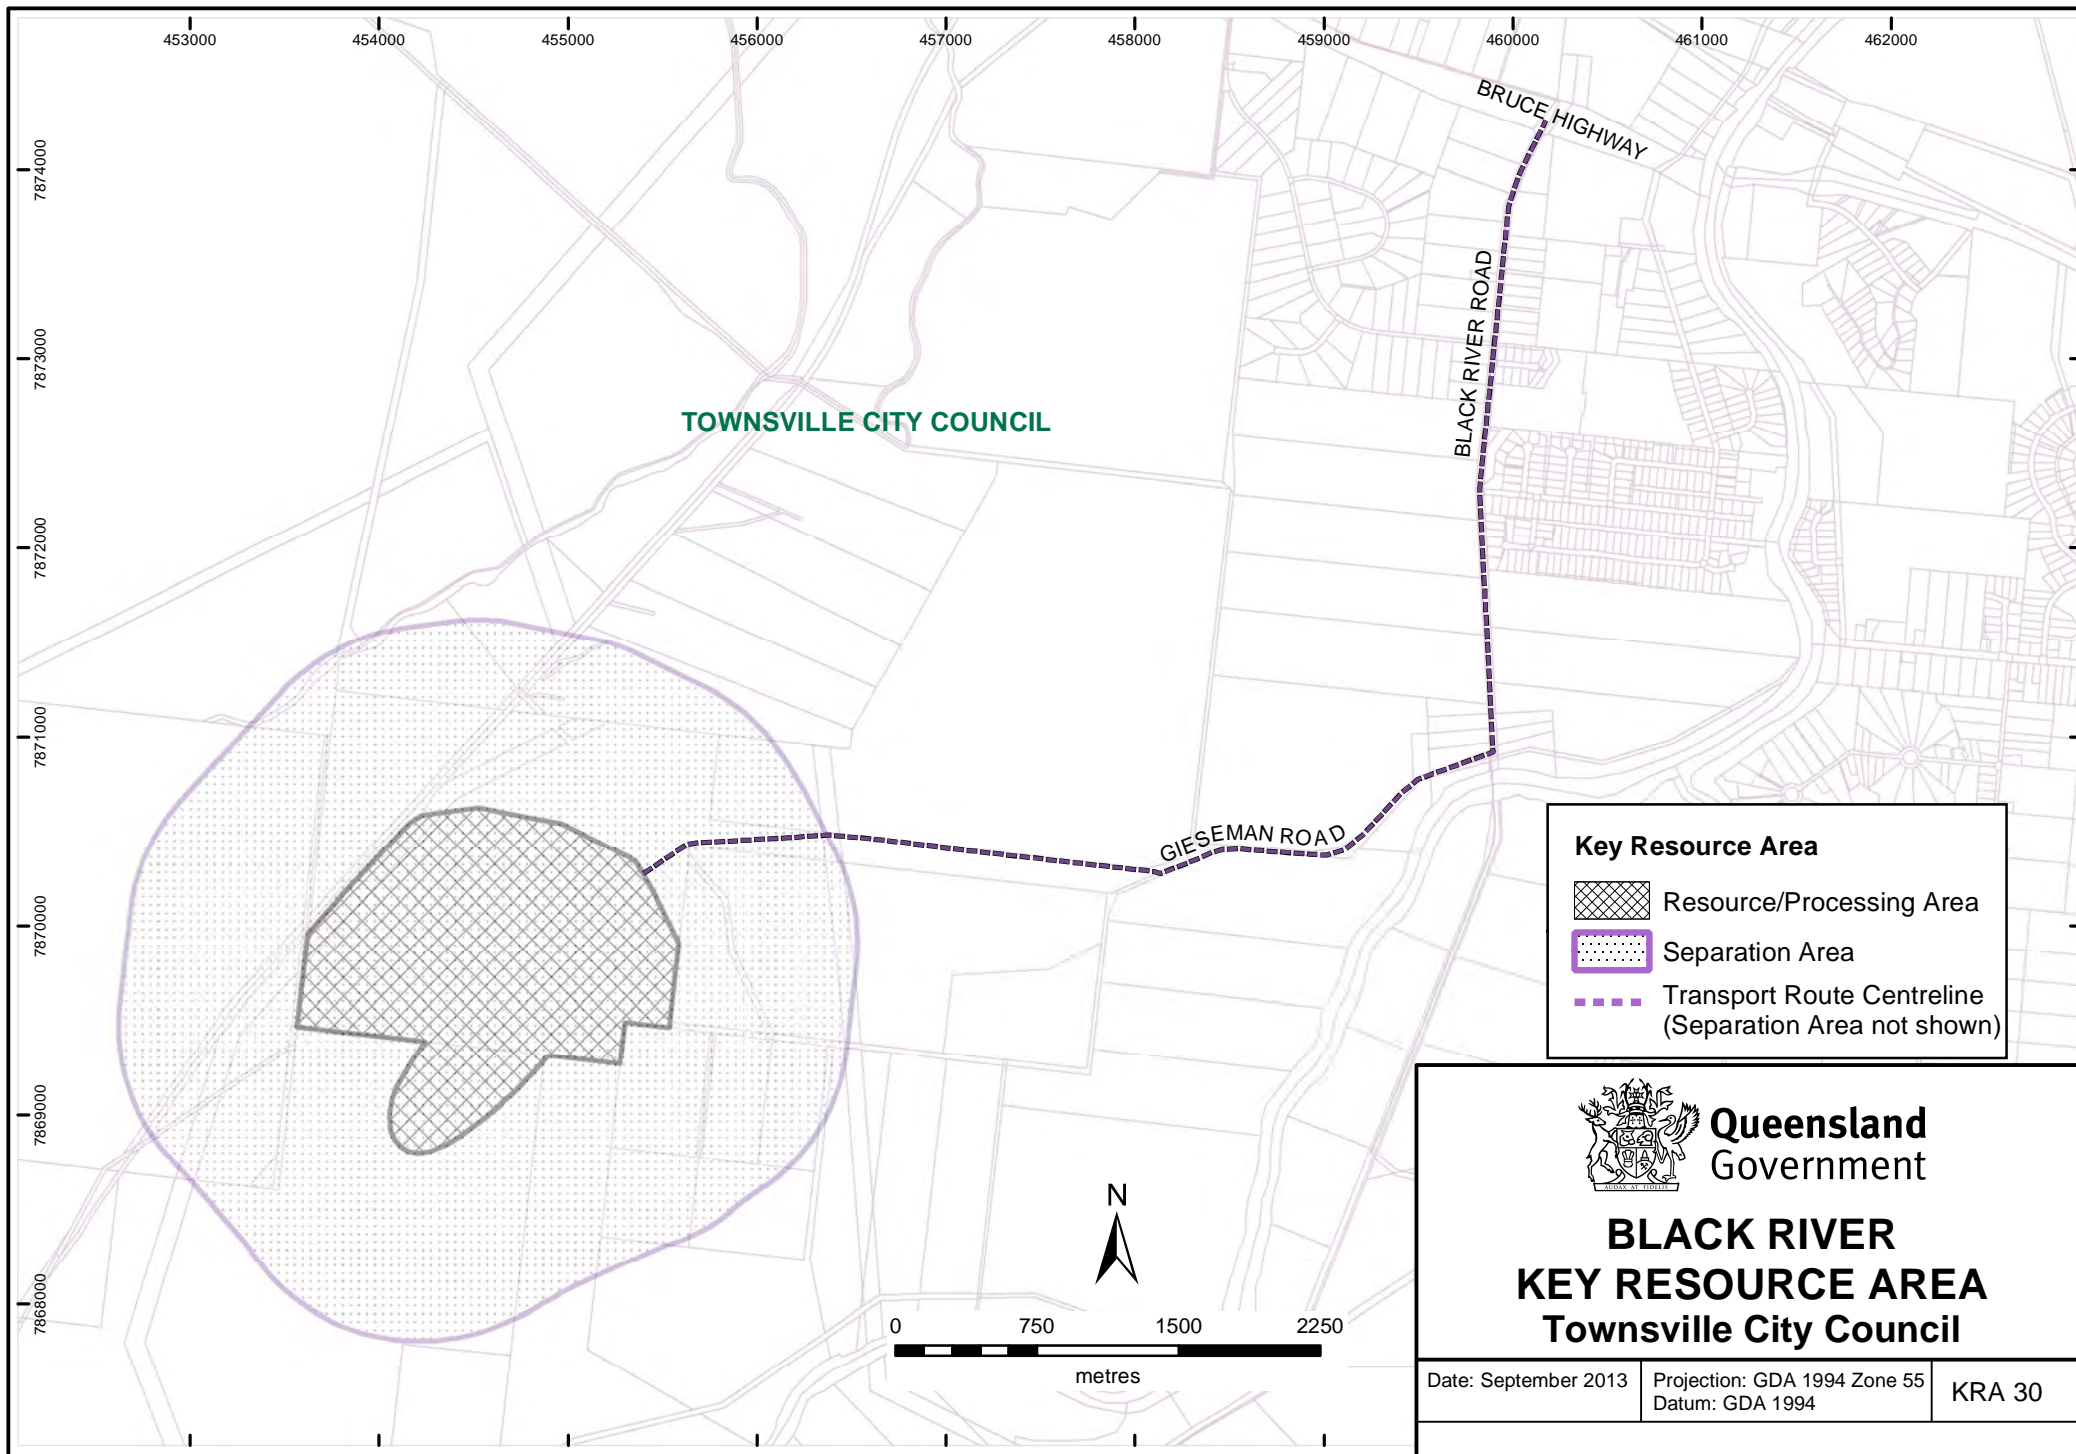 453000
454000
455000
456000
457000
458000
459000
460000
461000
462000
7874000
7873000
7872000
7871000
7870000
7869000
7868000
BRUCE HIGHWAY
BLACK RIVER ROAD
TOWNSVILLE CITY COUNCIL
GIESEMAN ROAD
Key Resource Area
Resource/Processing Area
Separation Area
Transport Route Centreline
(Separation Area not shown)
N
0 750 1500 2250
metres
AUDAX AT FIDELIS
Queensland
Government
BLACK RIVER
KEY RESOURCE AREA
Townsville City Council
Date: September 2013
Projection: GDA 1994 Zone 55
Datum: GDA 1994
KRA 30